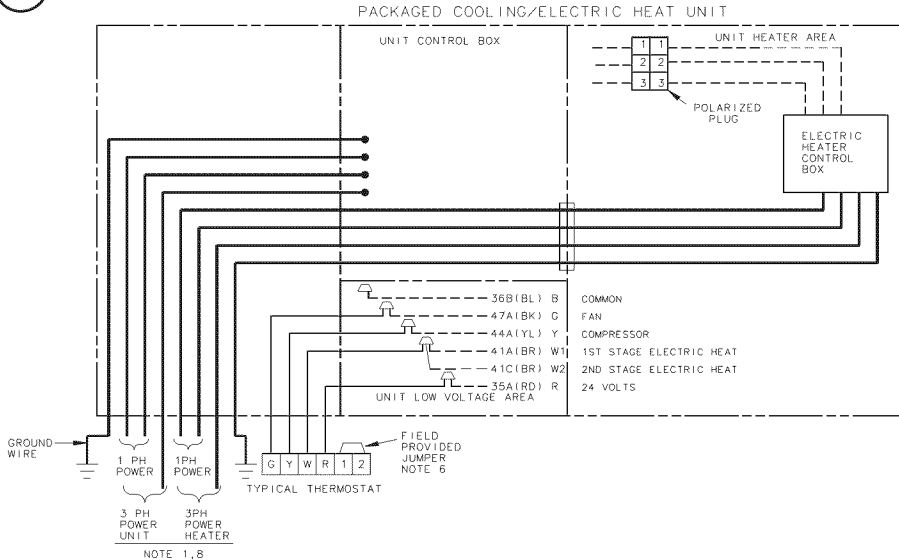 PACKAGED COOLING/ELECTRIC HEAT UNIT
UNIT CONTROL BOX
UNIT HEATER AREA
1 1
2 2
3 3
POLARIZED
PLUG
ELECTRIC
HEATER
CONTROL
BOX
36B(BL) B COMMON
47A(BK) G FAN
44A(YL) Y COMPRESSOR
41A(BR) W1 1ST STAGE ELECTRIC HEAT
41C(BR) W2 2ND STAGE ELECTRIC HEAT
35A(RD) R 24 VOLTS
UNIT LOW VOLTAGE AREA
GROUND
WIRE
1 PH
POWER
1PH
POWER
G Y W R 1 2
FIELD
PROVIDED
JUMPER
NOTE 6
TYPICAL THERMOSTAT
3 PH
POWER
UNIT
3PH
POWER
HEATER
NOTE 1,8